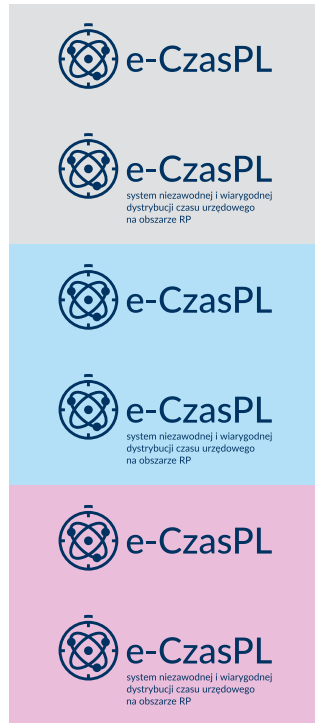 e-CzasPL
e-CzasPL
system niezawodnej i wiarygodnej
dystrybucji czasu urzędowego
na obszarze RP
e-CzasPL
e-CzasPL
system niezawodnej i wiarygodnej
dystrybucji czasu urzędowego
na obszarze RP
e-CzasPL
e-CzasPL
system niezawodnej i wiarygodnej
dystrybucji czasu urzędowego
na obszarze RP